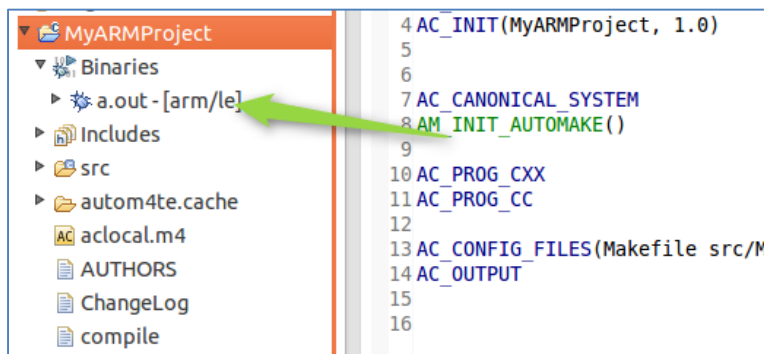 MyARMProject
Binaries
a.out - [arm/le]
Includes
src
autom4te.cache
AC aclocal.m4
AUTHORS
ChangeLog
compile
4 AC_INIT(MyARMProject, 1.0)
5
6
7 AC_CANONICAL_SYSTEM
8 AM_INIT_AUTOMAKE()
9
10 AC_PROG_CXX
11 AC_PROG_CC
12
13 AC_CONFIG_FILES(Makefile src/M
14 AC_OUTPUT
15
16